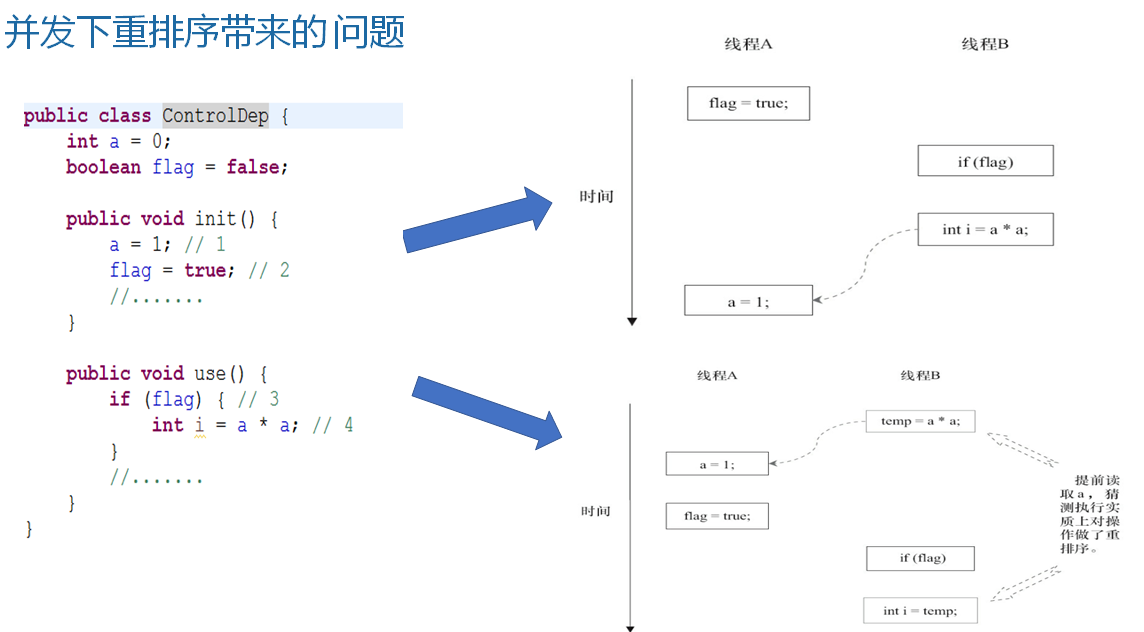 并发下重排序带来的问题
public class ControlDep {
int a = 0;
boolean flag = false;
public void init() {
a = 1; // 1
flag = true; // 2
//.......
}
public void use() {
if (flag) { // 3
int i = a * a; // 4
}
//.......
}
}
线程A
线程B
flag = true;
if (flag)
时间
int i = a * a;
a = 1;
线程A
线程B
temp = a * a;
a = 1;
提前读
取a，猜
测执行实
质上对操
作做了重
排序。
时间
flag = true;
if (flag)
int i = temp;